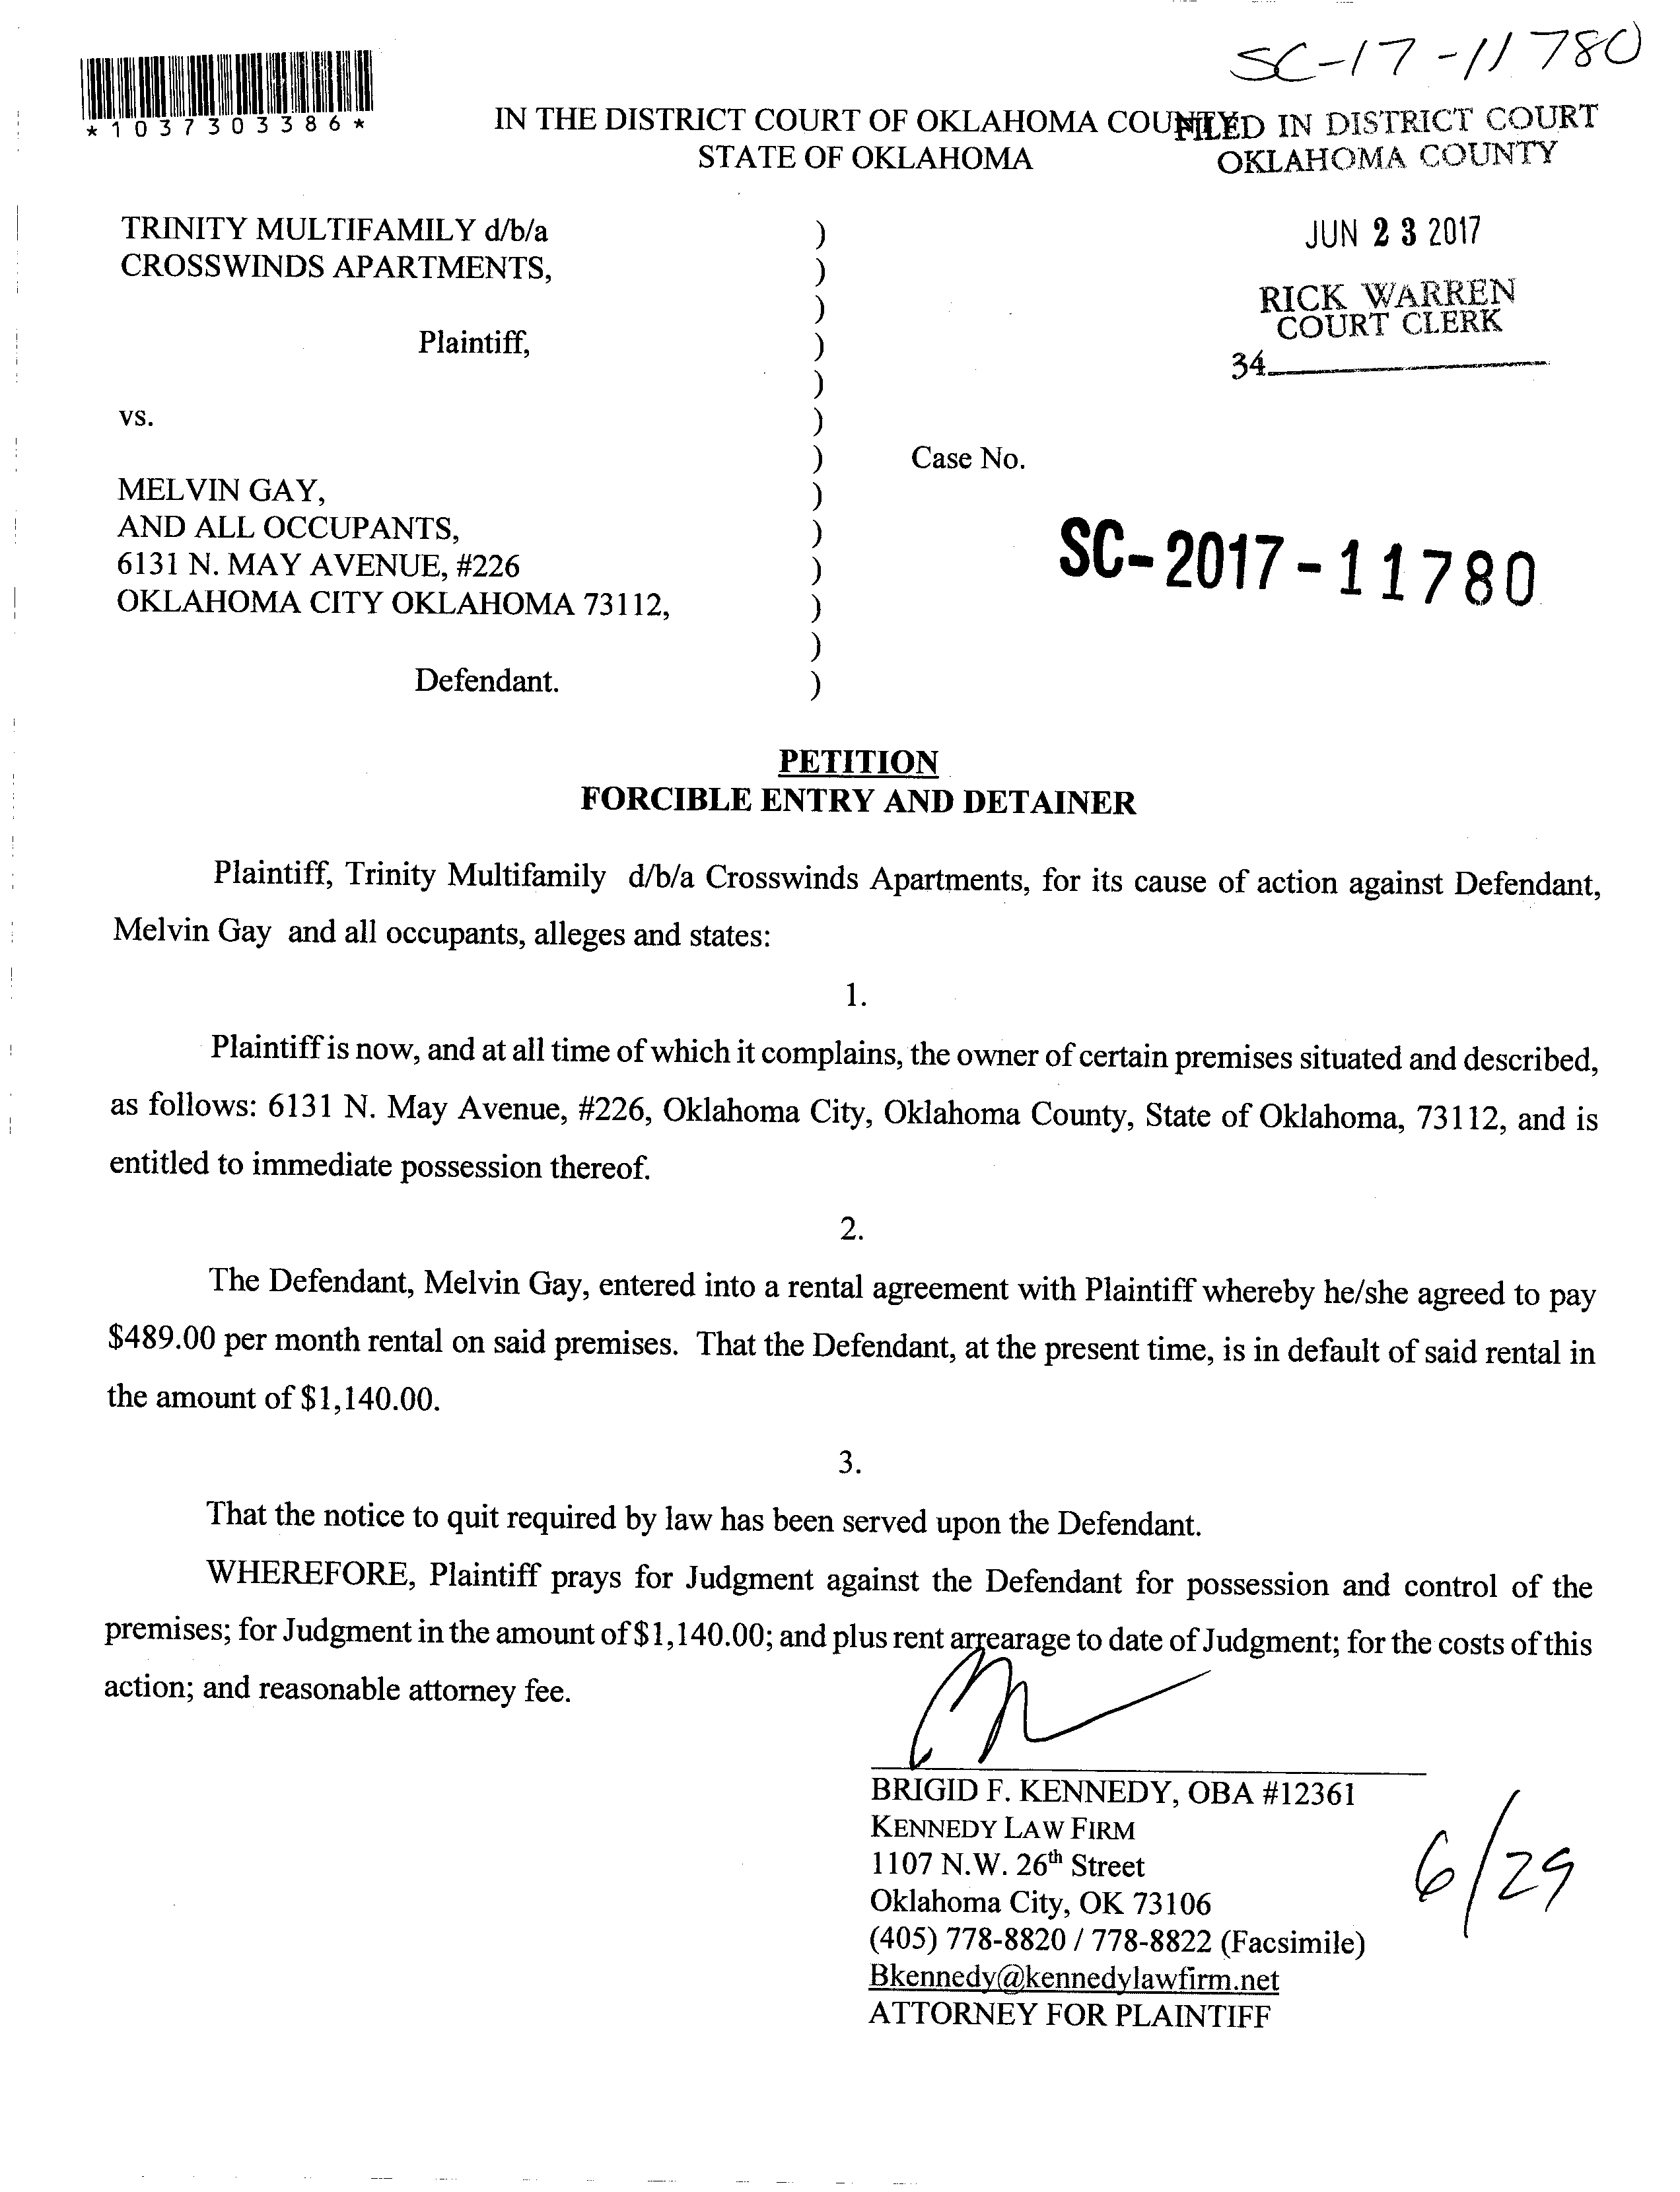 SC-17-11780
*1037303386*
IN THE DISTRICT COURT OF OKLAHOMA COUNTY
STATE OF OKLAHOMA
FILED IN DISTRICT COURT
OKLAHOMA COUNTY
JUN 23 2017
RICK WARREN
COURT CLERK
34
TRINITY MULTIFAMILY d/b/a )
CROSSWINDS APARTMENTS, )
)
Plaintiff, )
)
vs. )
) Case No.
MELVIN GAY, )
AND ALL OCCUPANTS, )
6131 N. MAY AVENUE, #226 )
OKLAHOMA CITY OKLAHOMA 73112, )
)
Defendant. )
SC-2017-11780
PETITION
FORCIBLE ENTRY AND DETAINER
Plaintiff, Trinity Multifamily d/b/a Crosswinds Apartments, for its cause of action against Defendant,
Melvin Gay and all occupants, alleges and states:
1.
Plaintiff is now, and at all time of which it complains, the owner of certain premises situated and described,
as follows: 6131 N. May Avenue, #226, Oklahoma City, Oklahoma County, State of Oklahoma, 73112, and is
entitled to immediate possession thereof.
2.
The Defendant, Melvin Gay, entered into a rental agreement with Plaintiff whereby he/she agreed to pay
$489.00 per month rental on said premises. That the Defendant, at the present time, is in default of said rental in
the amount of $1,140.00.
3.
That the notice to quit required by law has been served upon the Defendant.
WHEREFORE, Plaintiff prays for Judgment against the Defendant for possession and control of the
premises; for Judgment in the amount of $1,140.00; and plus rent arrearage to date of Judgment; for the costs of this
action; and reasonable attorney fee.
BRIGID F. KENNEDY, OBA #12361
KENNEDY LAW FIRM
1107 N.W. 26th Street
Oklahoma City, OK 73106
(405) 778-8820 / 778-8822 (Facsimile)
Bkennedy@kennedylawfirm.net
ATTORNEY FOR PLAINTIFF
6/29